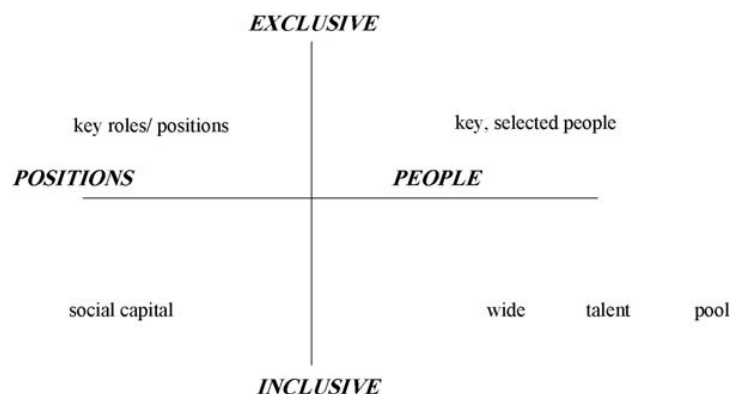 EXCLUSIVE
key roles/ positions
key, selected people
POSITIONS
PEOPLE
social capital
wide talent pool
INCLUSIVE